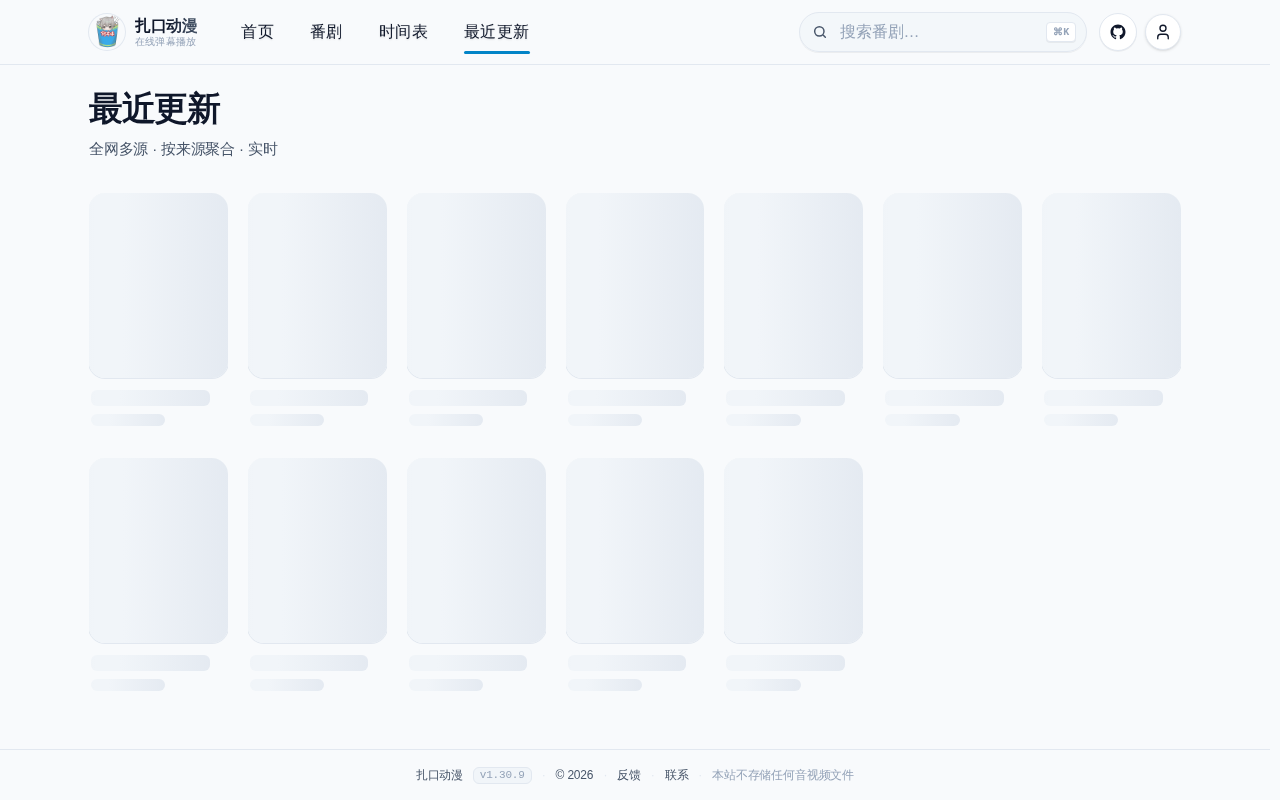 扎口动漫
在线弹幕播放
首页
番剧
时间表
最近更新
搜索番剧...
⌘K
最近更新
全网多源 · 按来源聚合 · 实时
扎口动漫 v1.30.9 · © 2026 · 反馈 · 联系 · 本站不存储任何音视频文件